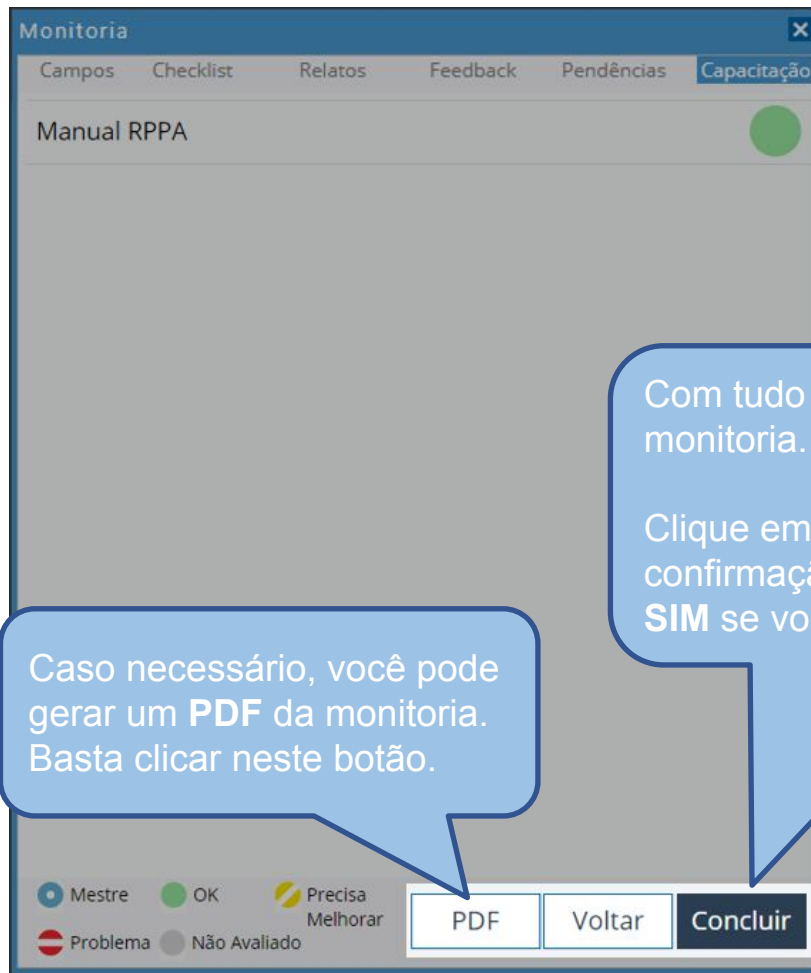 Monitoria
Campos Checklist Relatos Feedback Pendências Capacitação
Manual RPPA
Com tudo
monitoria.
Clique em
SIM se
Caso necessário, você pode
gerar um PDF da monitoria.
Basta clicar neste botão.
Mestre OK Precisa Melhorar
Problema Não Avaliado
PDF Voltar Concluir